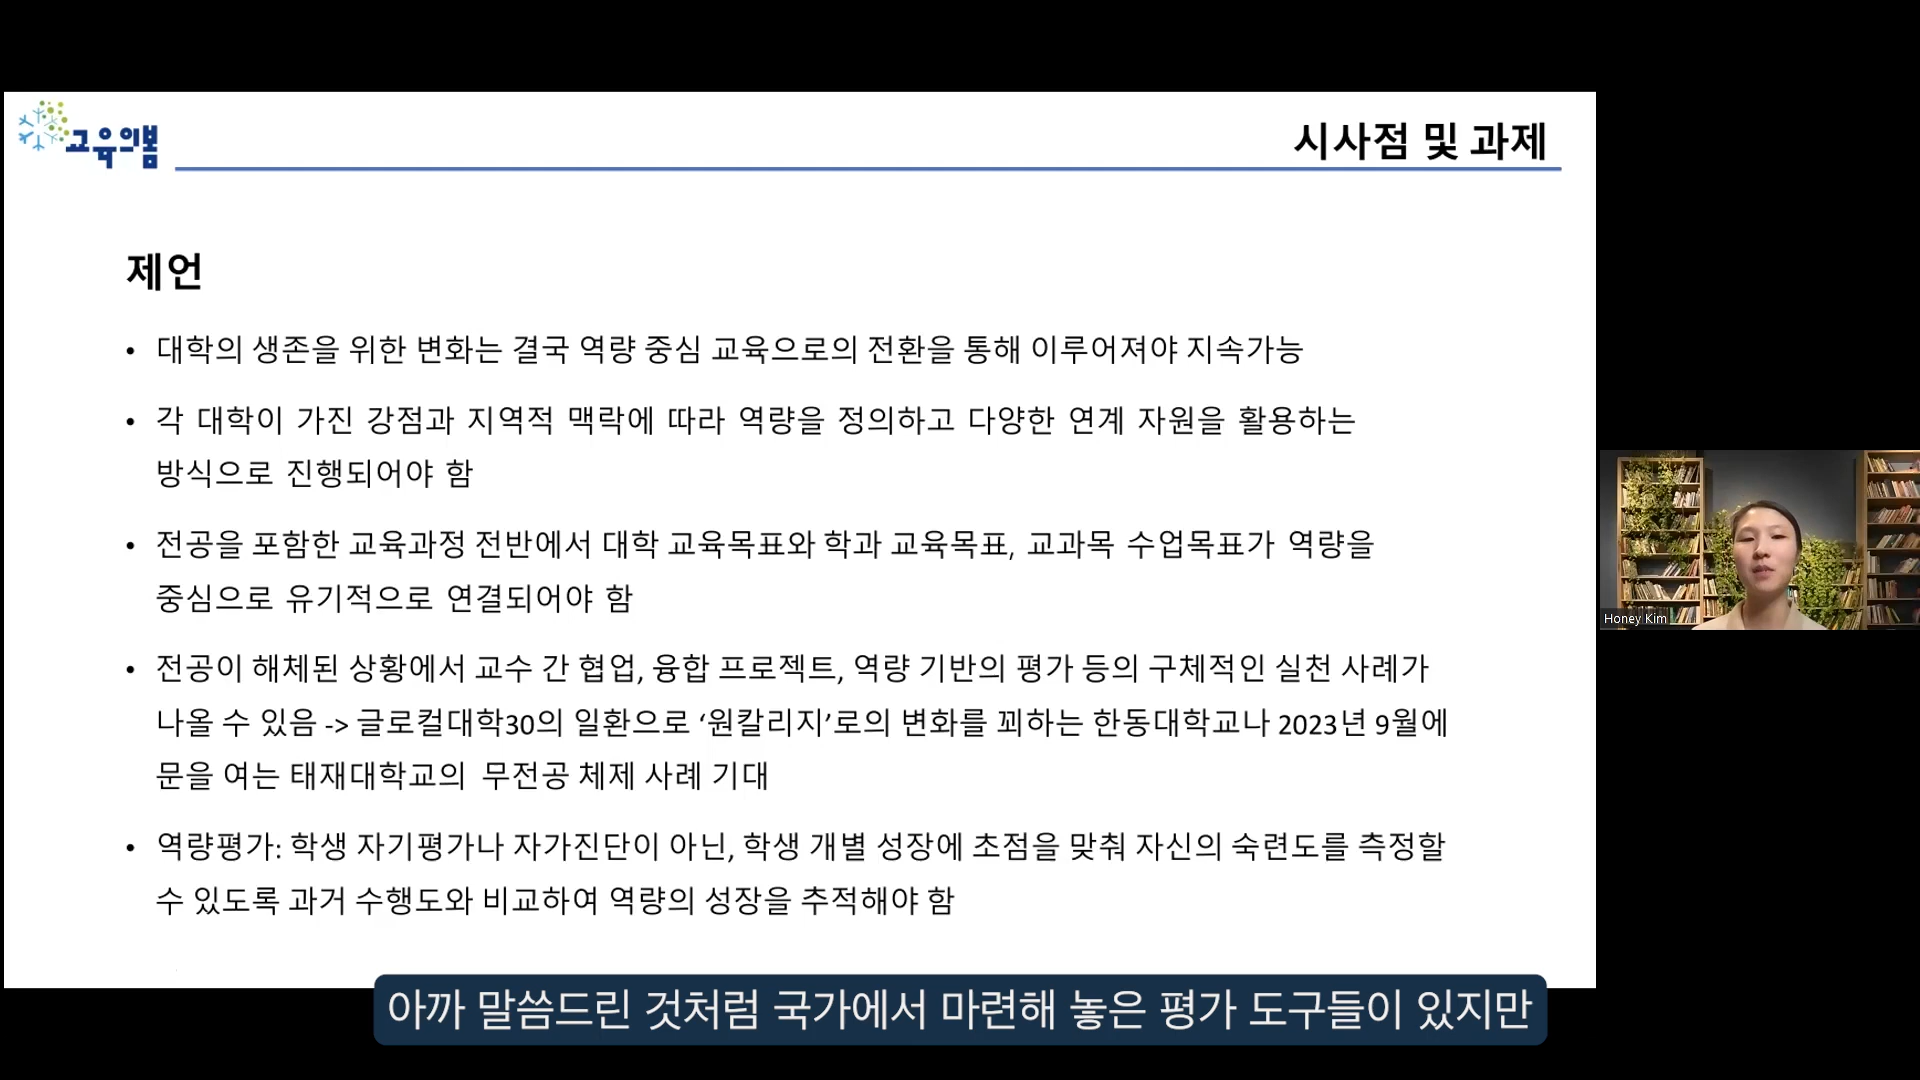 교육의봄
시사점 및 과제
제언
• 대학의 생존을 위한 변화는 결국 역량 중심 교육으로의 전환을 통해 이루어져야 지속가능
• 각 대학이 가진 강점과 지역적 맥락에 따라 역량을 정의하고 다양한 연계 자원을 활용하는
방식으로 진행되어야 함
• 전공을 포함한 교육과정 전반에서 대학 교육목표와 학과 교육목표, 교과목 수업목표가 역량을
중심으로 유기적으로 연결되어야 함
• 전공이 해체된 상황에서 교수 간 협업, 융합 프로젝트, 역량 기반의 평가 등의 구체적인 실천 사례가
나올 수 있음 -> 글로컬대학30의 일환으로 ‘원칼리지’로의 변화를 꾀하는 한동대학교나 2023년 9월에
문을 여는 태재대학교의 무전공 체제 사례 기대
• 역량평가: 학생 자기평가나 자가진단이 아닌, 학생 개별 성장에 초점을 맞춰 자신의 숙련도를 측정할
수 있도록 과거 수행도와 비교하여 역량의 성장을 추적해야 함
Honey Kim
아까 말씀드린 것처럼 국가에서 마련해 놓은 평가 도구들이 있지만